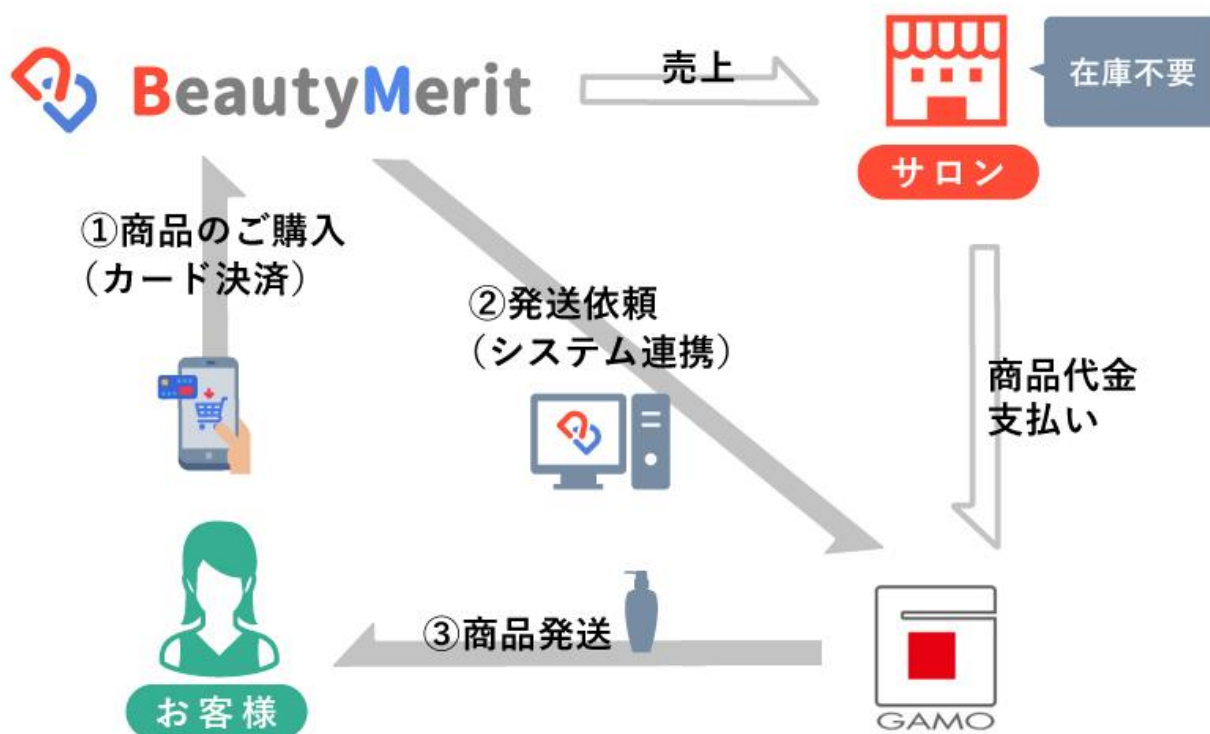 BeautyMerit
売上
在庫不要
サロン
①商品のご購入
(カード決済)
②発送依頼
(システム連携)
商品代金
支払い
③商品発送
お客様
GAMO